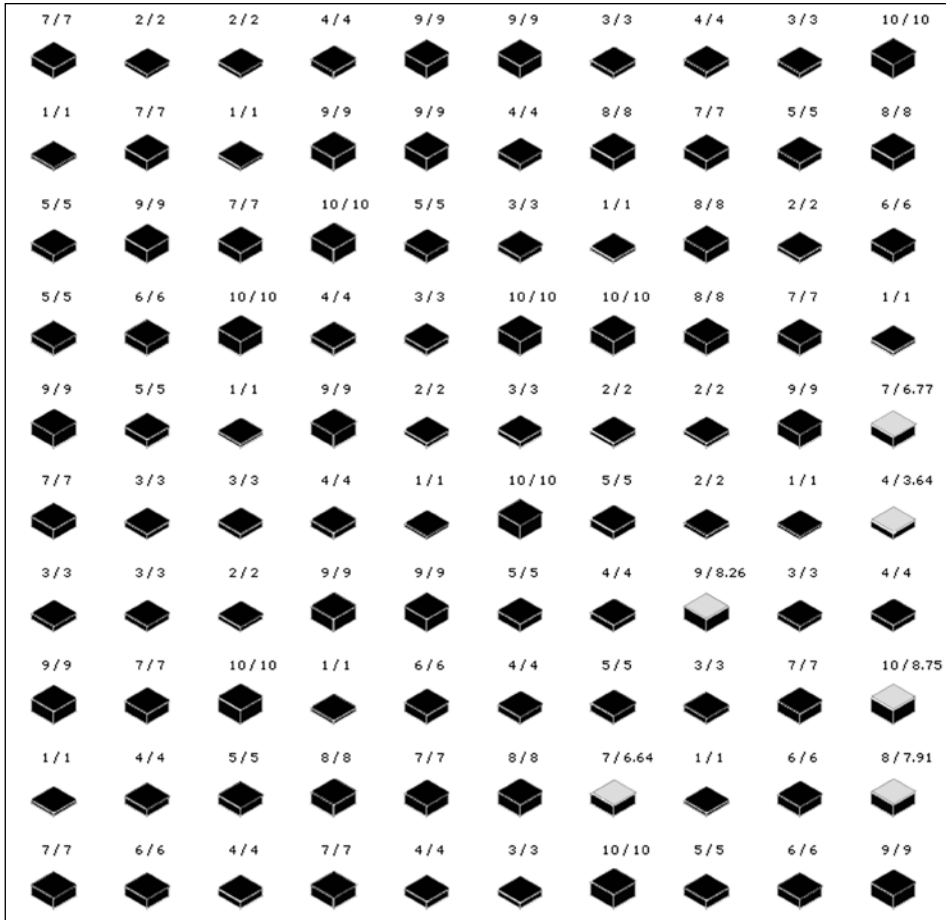 7 / 7 2 / 2 2 / 2 4 / 4 9 / 9 9 / 9 3 / 3 4 / 4 3 / 3 10 / 10
1 / 1 7 / 7 1 / 1 9 / 9 9 / 9 4 / 4 8 / 8 7 / 7 5 / 5 8 / 8
5 / 5 9 / 9 7 / 7 10 / 10 5 / 5 3 / 3 1 / 1 8 / 8 2 / 2 6 / 6
5 / 5 6 / 6 10 / 10 4 / 4 3 / 3 10 / 10 10 / 10 8 / 8 7 / 7 1 / 1
9 / 9 5 / 5 1 / 1 9 / 9 2 / 2 3 / 3 2 / 2 2 / 2 9 / 9 7 / 6.77
7 / 7 3 / 3 3 / 3 4 / 4 1 / 1 10 / 10 5 / 5 2 / 2 1 / 1 4 / 3.64
3 / 3 3 / 3 2 / 2 9 / 9 9 / 9 5 / 5 4 / 4 9 / 8.26 3 / 3 4 / 4
9 / 9 7 / 7 10 / 10 1 / 1 6 / 6 4 / 4 5 / 5 3 / 3 7 / 7 10 / 8.75
1 / 1 4 / 4 5 / 5 8 / 8 7 / 7 8 / 8 7 / 6.64 1 / 1 6 / 6 8 / 7.91
7 / 7 6 / 6 4 / 4 7 / 7 4 / 4 3 / 3 10 / 10 5 / 5 6 / 6 9 / 9